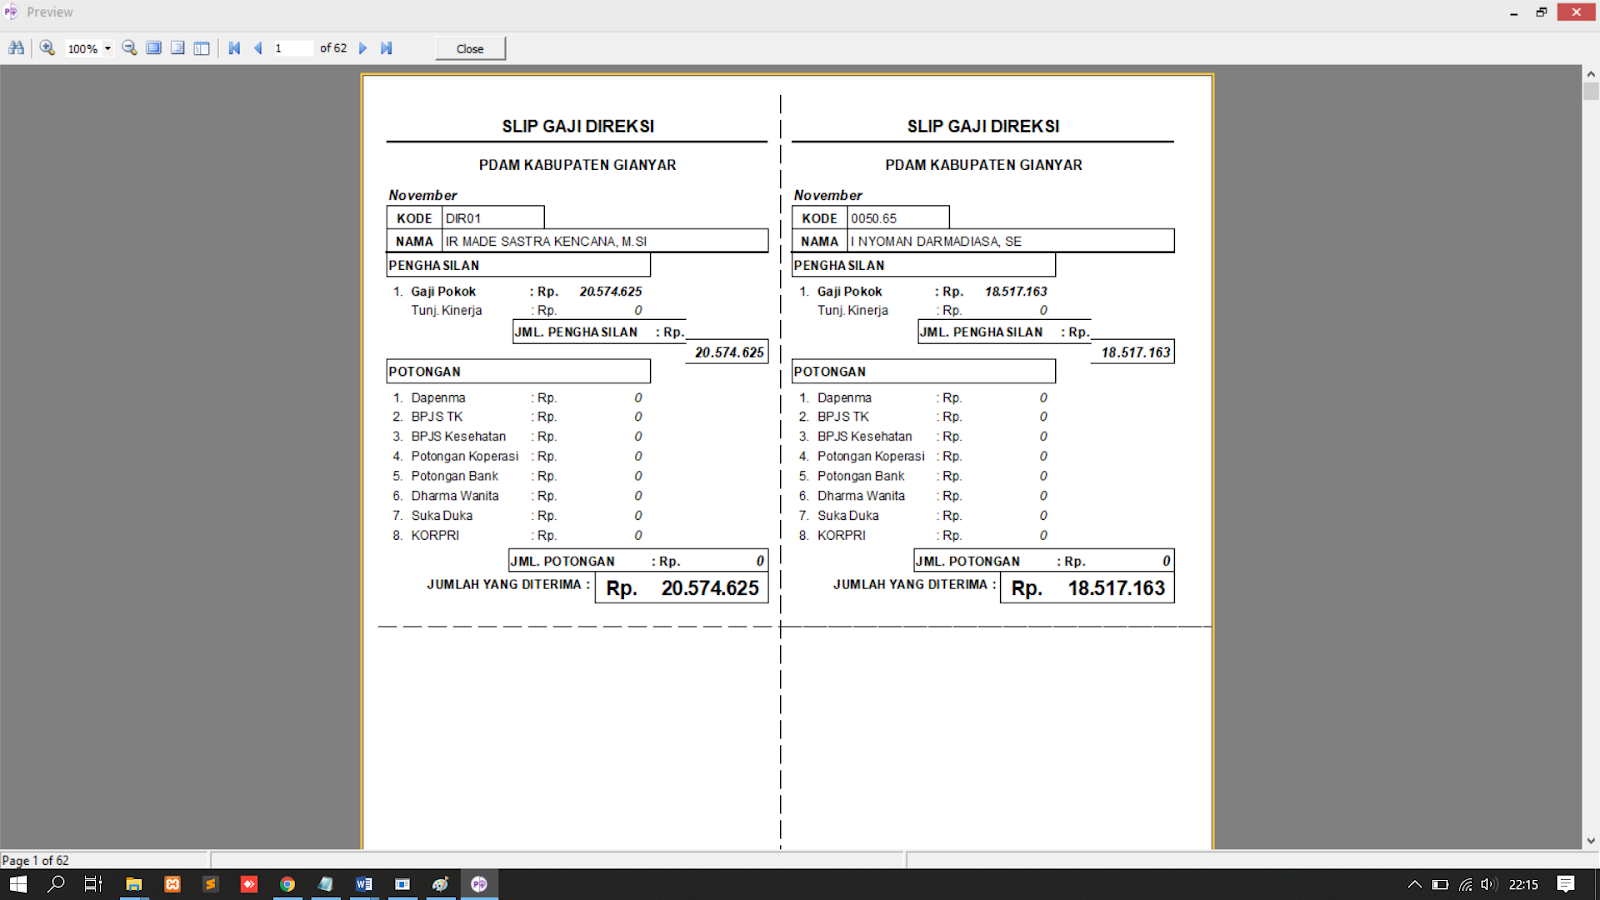 Preview
100%
1 of 62
Close
SLIP GAJI DIREKSI
PDAM KABUPATEN GIANYAR
November
KODE DIR01
NAMA IR MADE SASTRA KENCANA, M.SI
PENGHASILAN
1. Gaji Pokok : Rp. 20.574.625
Tunj. Kinerja : Rp. 0
JML. PENGHASILAN : Rp.
20.574.625
POTONGAN
1. Dapenma : Rp. 0
2. BPJS TK : Rp. 0
3. BPJS Kesehatan : Rp. 0
4. Potongan Koperasi : Rp. 0
5. Potongan Bank : Rp. 0
6. Dharma Wanita : Rp. 0
7. Suka Duka : Rp. 0
8. KORPRI : Rp. 0
JML. POTONGAN : Rp. 0
JUMLAH YANG DITERIMA : Rp. 20.574.625
SLIP GAJI DIREKSI
PDAM KABUPATEN GIANYAR
November
KODE 0050.65
NAMA I NYOMAN DARMADIASA, SE
PENGHASILAN
1. Gaji Pokok : Rp. 18.517.163
Tunj. Kinerja : Rp. 0
JML. PENGHASILAN : Rp.
18.517.163
POTONGAN
1. Dapenma : Rp. 0
2. BPJS TK : Rp. 0
3. BPJS Kesehatan : Rp. 0
4. Potongan Koperasi : Rp. 0
5. Potongan Bank : Rp. 0
6. Dharma Wanita : Rp. 0
7. Suka Duka : Rp. 0
8. KORPRI : Rp. 0
JML. POTONGAN : Rp. 0
JUMLAH YANG DITERIMA : Rp. 18.517.163
Page 1 of 62
22:15